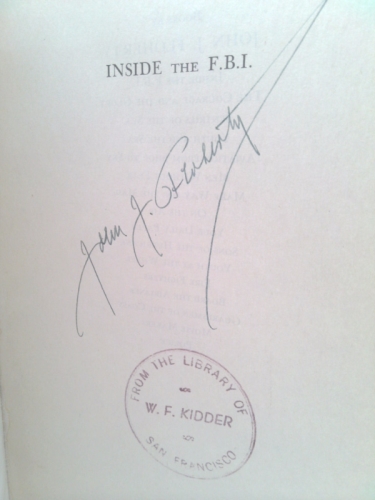 INSIDE THE F.B.I.
John J. Floherty
FROM THE LIBRARY OF
W. F. KIDDER
SAN FRANCISCO